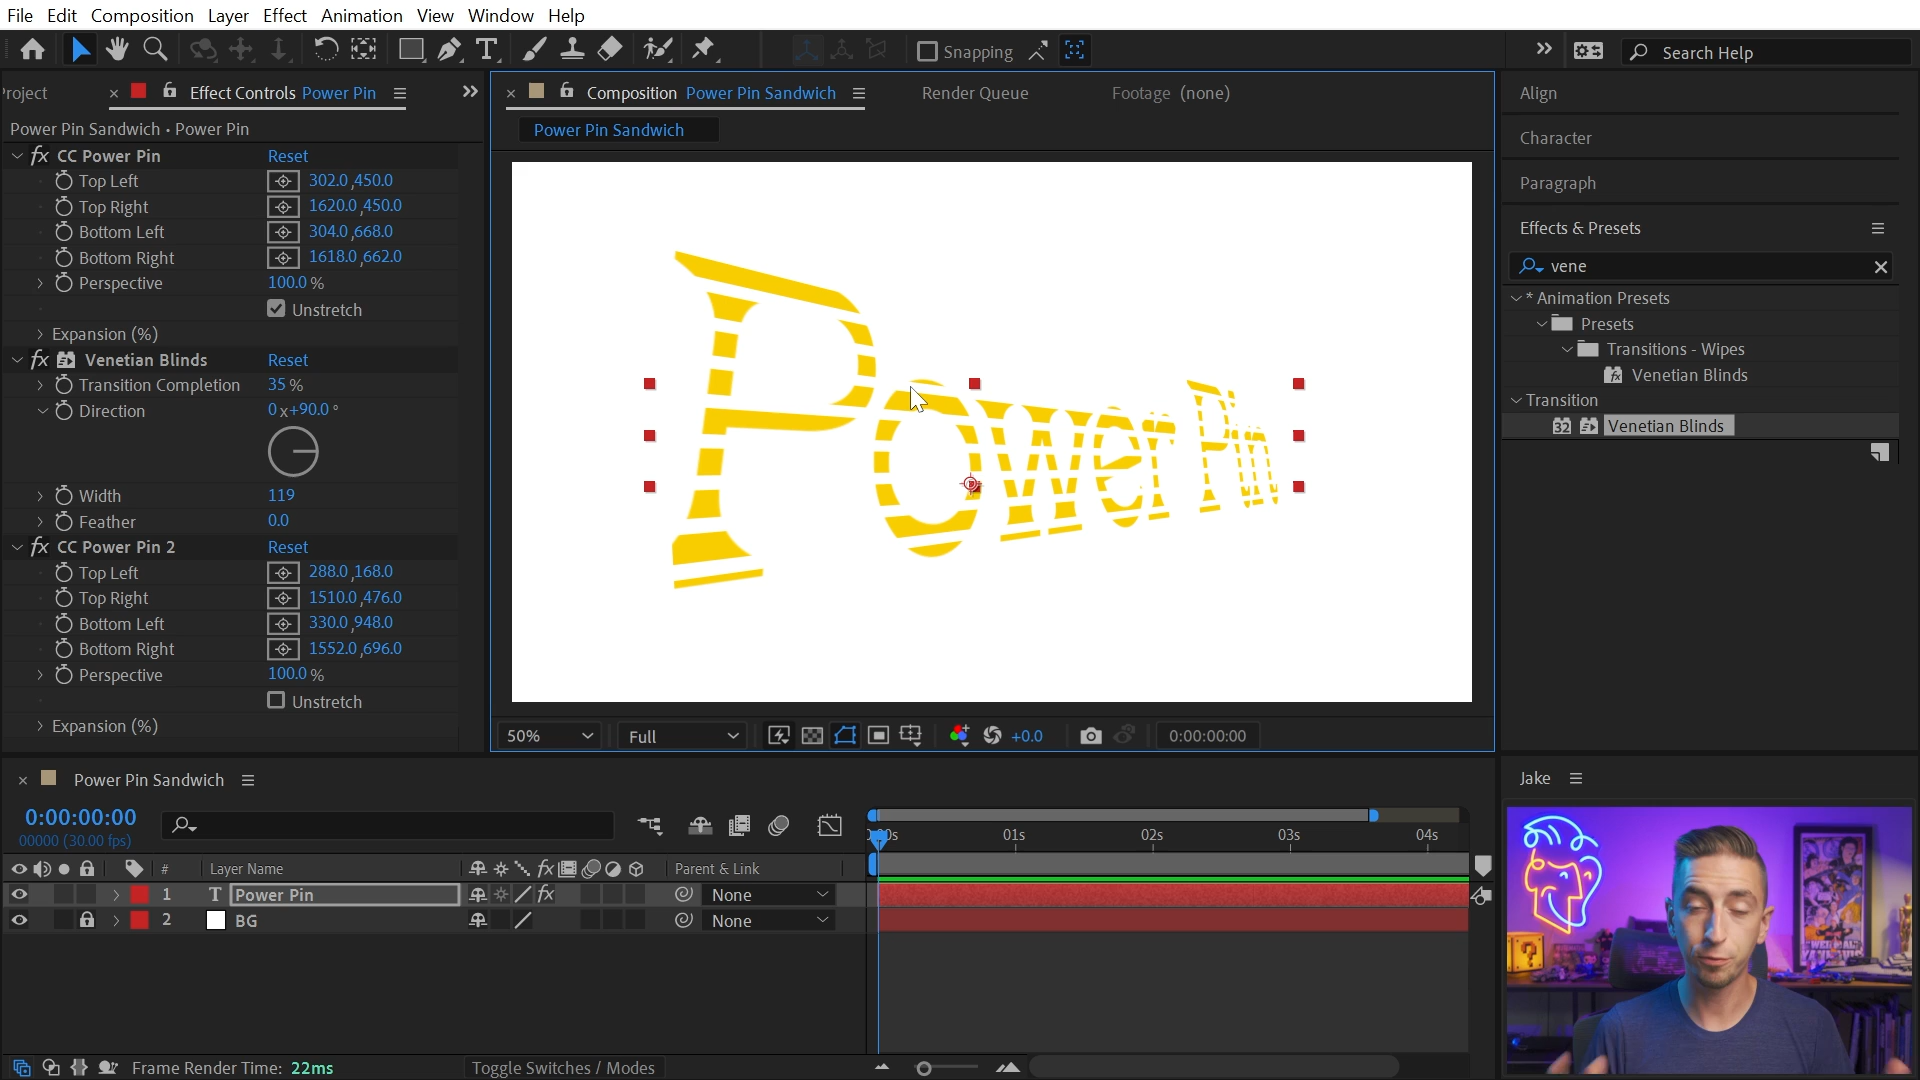 File Edit Composition Layer Effect Animation View Window Help
Snapping
Search Help
roject
Effect Controls Power Pin
Composition Power Pin Sandwich
Render Queue
Footage (none)
Power Pin Sandwich • Power Pin
Power Pin Sandwich
CC Power Pin Reset
Top Left 302.0,450.0
Top Right 1620.0,450.0
Bottom Left 304.0,668.0
Bottom Right 1618.0,662.0
Perspective 100.0 %
Unstretch
Expansion (%)
Venetian Blinds Reset
Transition Completion 35 %
Direction 0 x+90.0 °
Width 119
Feather 0.0
CC Power Pin 2 Reset
Top Left 288.0,168.0
Top Right 1510.0,476.0
Bottom Left 330.0,948.0
Bottom Right 1552.0,696.0
Perspective 100.0 %
Unstretch
Expansion (%)
Power Pin
50%
Full
+0.0
0:00:00:00
Align
Character
Paragraph
Effects & Presets
vene
* Animation Presets
Presets
Transitions - Wipes
Venetian Blinds
Transition
32 Venetian Blinds
Power Pin Sandwich
0:00:00:00
00000 (30.00 fps)
01s 02s 03s 04s
# Layer Name
Parent & Link
1 T Power Pin None
2 BG None
Frame Render Time: 22ms
Toggle Switches / Modes
Jake